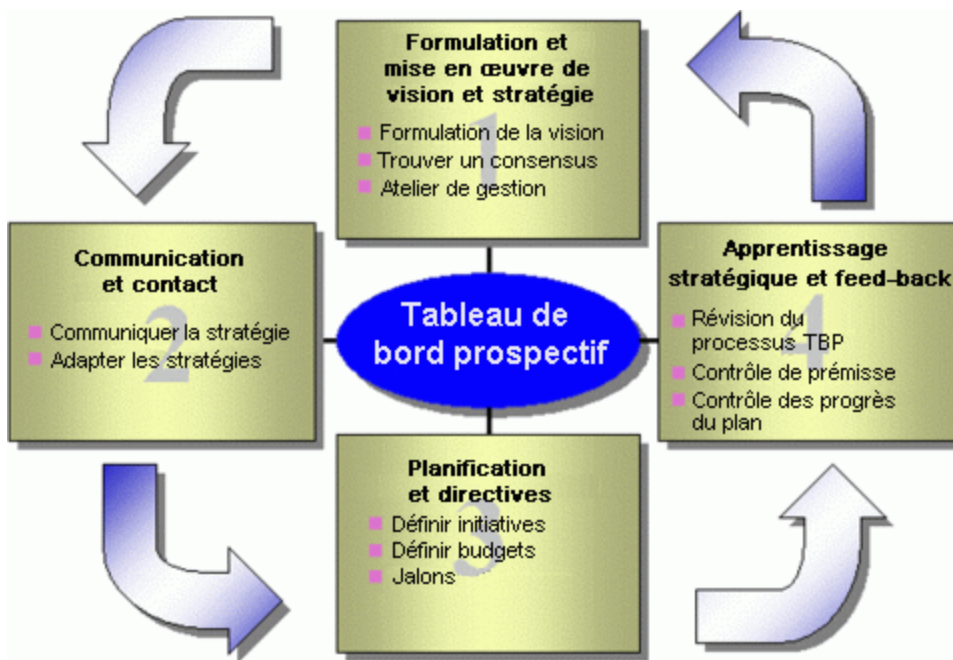 Formulation et
mise en œuvre de
vision et stratégie
1
Formulation de la vision
Trouver un consensus
Atelier de gestion
Communication
et contact
2
Communiquer la stratégie
Adapter les stratégies
Tableau de
bord prospectif
Apprentissage
stratégique et feed-back
4
Révision du
processus TBP
Contrôle de prémisse
Contrôle des progrès
du plan
Planification
et directives
3
Définir initiatives
Définir budgets
Jalons